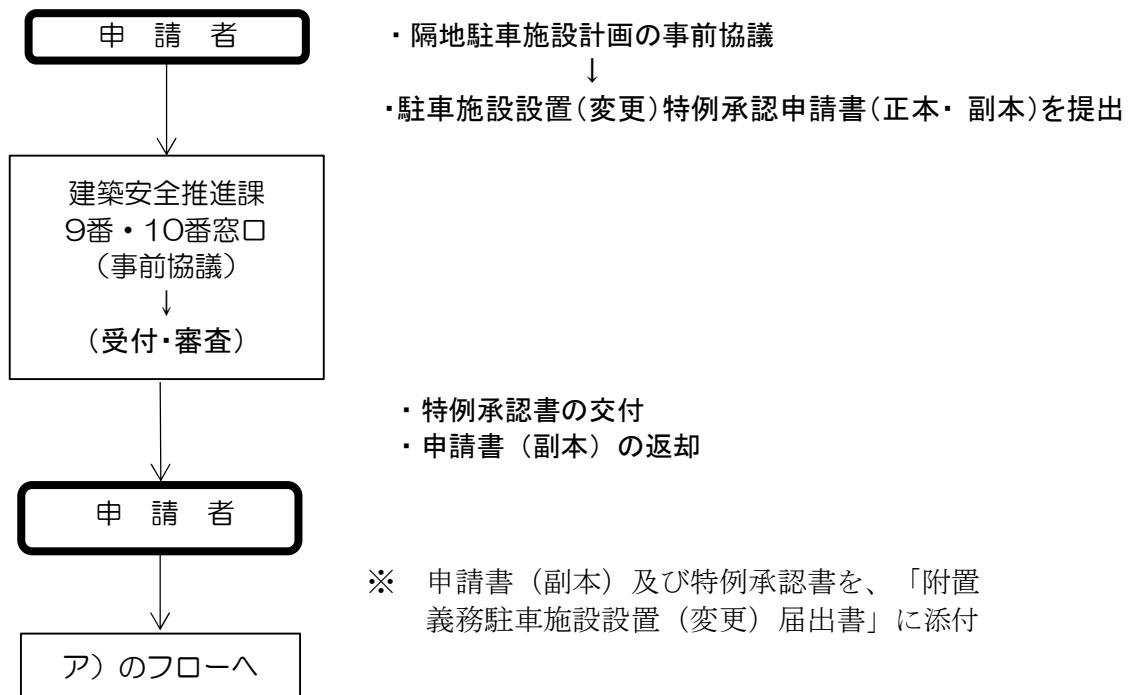 申 請 者
・隔地駐車施設計画の事前協議
↓
・駐車施設設置(変更)特例承認申請書(正本・ 副本)を提出
建築安全推進課
9番・10番窓口
(事前協議)
↓
(受付・審査)
・特例承認書の交付
・申請書(副本)の返却
申 請 者
※ 申請書(副本)及び特例承認書を、「附置
義務駐車施設設置(変更)届出書」に添付
ア)のフローへ